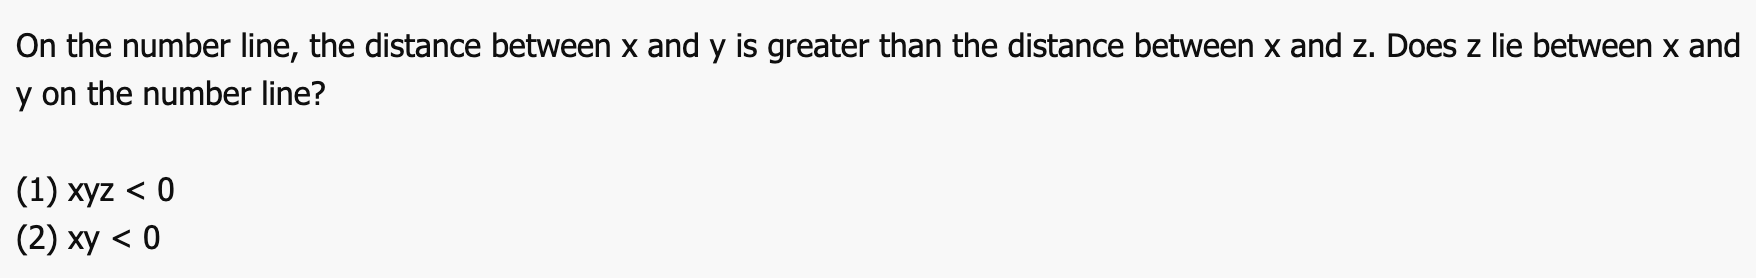 On the number line, the distance between x and y is greater than the distance between x and z. Does z lie between x and
y on the number line?
(1) xyz < 0
(2) xy < 0